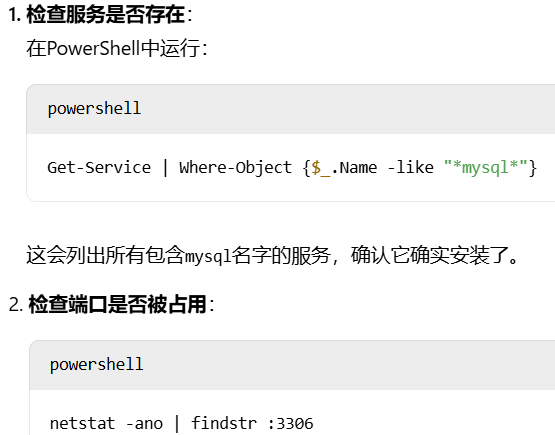 1. 检查服务是否存在：
在PowerShell中运行：
powershell
Get-Service | Where-Object {$_.Name -like "*mysql*"}
这会列出所有包含mysql名字的服务，确认它确实安装了。
2. 检查端口是否被占用：
powershell
netstat -ano | findstr :3306